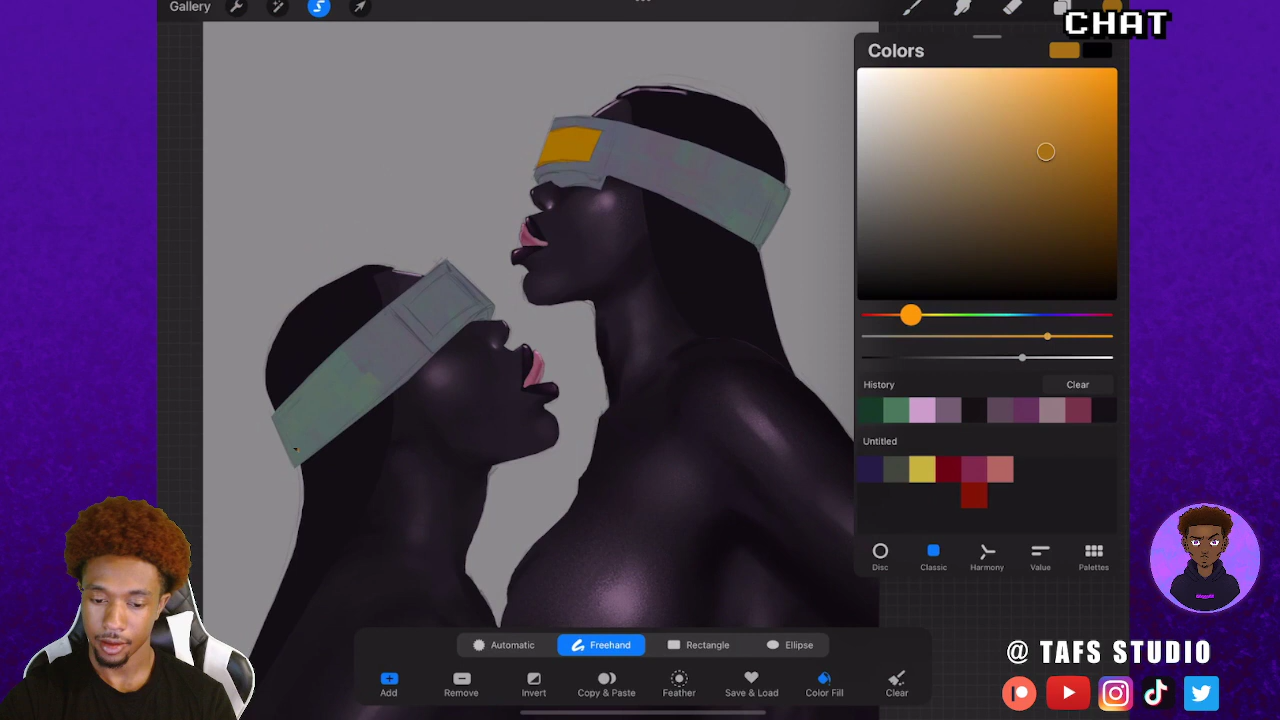 Gallery
CHAT
Colors
History
Clear
Untitled
Disc
Classic
Harmony
Value
Palettes
Automatic
Freehand
Rectangle
Ellipse
Add
Remove
Invert
Copy & Paste
Feather
Save & Load
Color Fill
Clear
@ TAFS STUDIO